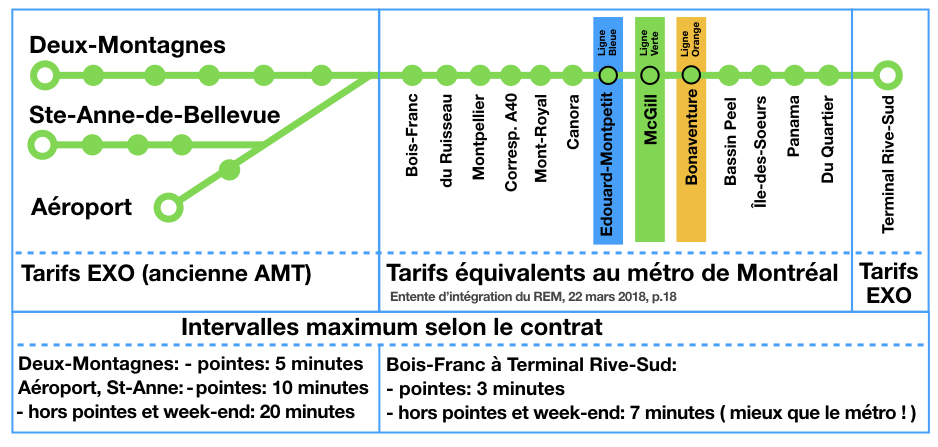 Deux-Montagnes
Ste-Anne-de-Bellevue
Aéroport
Ligne
Bleue
Ligne
Verte
Ligne
Orange
Bois-Franc
du Ruisseau
Montpellier
Corresp. A40
Mont-Royal
Canora
Edouard-Montpetit
McGill
Bonaventure
Bassin Peel
Île-des-Soeurs
Panama
Du Quartier
Terminal Rive-Sud
Tarifs EXO (ancienne AMT)
Tarifs équivalents au métro de Montréal
Entente d'intégration du REM, 22 mars 2018, p.18
Tarifs
EXO
Intervalles maximum selon le contrat
Deux-Montagnes: - pointes: 5 minutes
Aéroport, St-Anne: - pointes: 10 minutes
- hors pointes et week-end: 20 minutes
Bois-Franc à Terminal Rive-Sud:
- pointes: 3 minutes
- hors pointes et week-end: 7 minutes ( mieux que le métro ! )